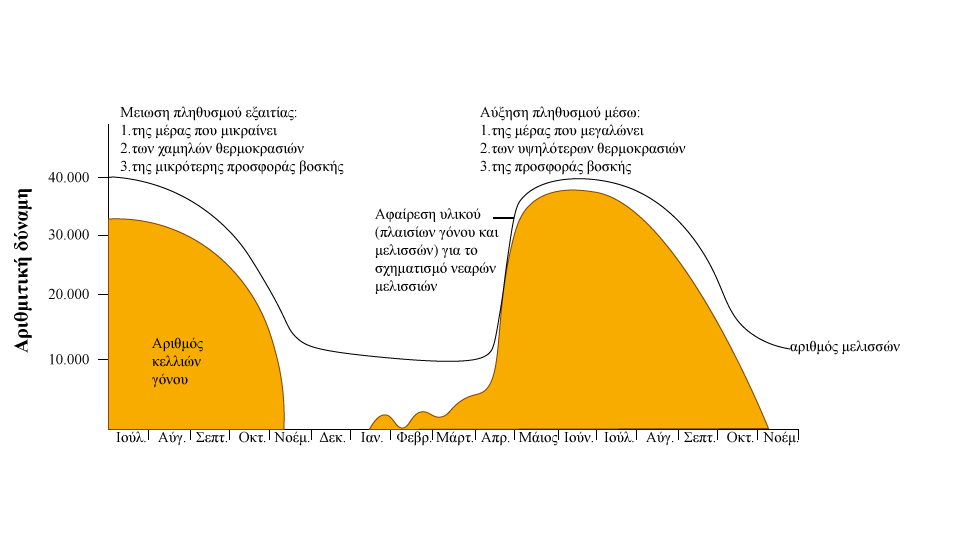 Μειωση πληθυσμού εξαιτίας:
1.της μέρας που μικραίνει
2.των χαμηλών θερμοκρασιών
3.της μικρότερης προσφοράς βοσκής
Αύξηση πληθυσμού μέσω:
1.της μέρας που μεγαλώνει
2.των υψηλότερων θερμοκρασιών
3.της προσφοράς βοσκής
Αριθμιτική δύναμη
40.000
30.000
20.000
10.000
Αφαίρεση υλικού
(πλαισίων γόνου και
μελισσών) για το
σχηματισμό νεαρών
μελισσιών
Αριθμός
κελλιών
γόνου
αριθμός μελισσών
Ιούλ. Αύγ. Σεπτ. Οκτ. Νοέμ. Δεκ. Ιαν. Φεβρ. Μάρτ. Απρ. Μάιος Ιούν. Ιούλ. Αύγ. Σεπτ. Οκτ. Νοέμ.